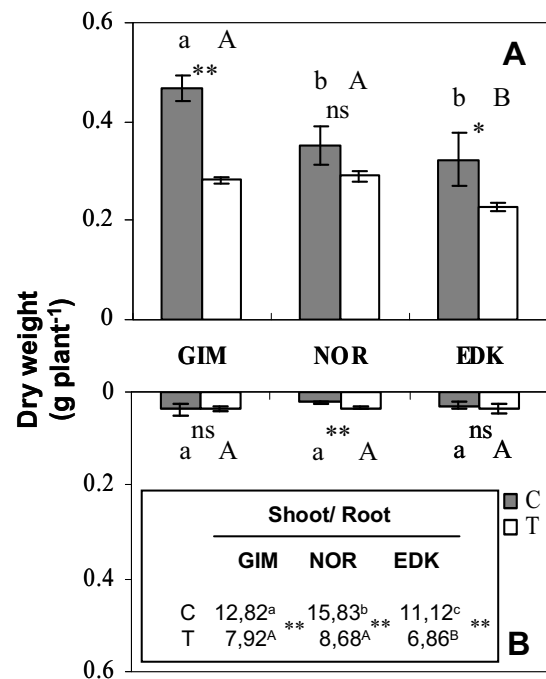 0.6
a A b A b B A
** ns *
0.4
0.2
0
Dry weight
(g plant-1)
GIM NOR EDK
0
ns ** ns
a A a A a A
0.2
C
T
Shoot/ Root
GIM NOR EDK
0.4
C 12,82a ** 15,83b ** 11,12c **
T 7,92A 8,68A 6,86B
B
0.6